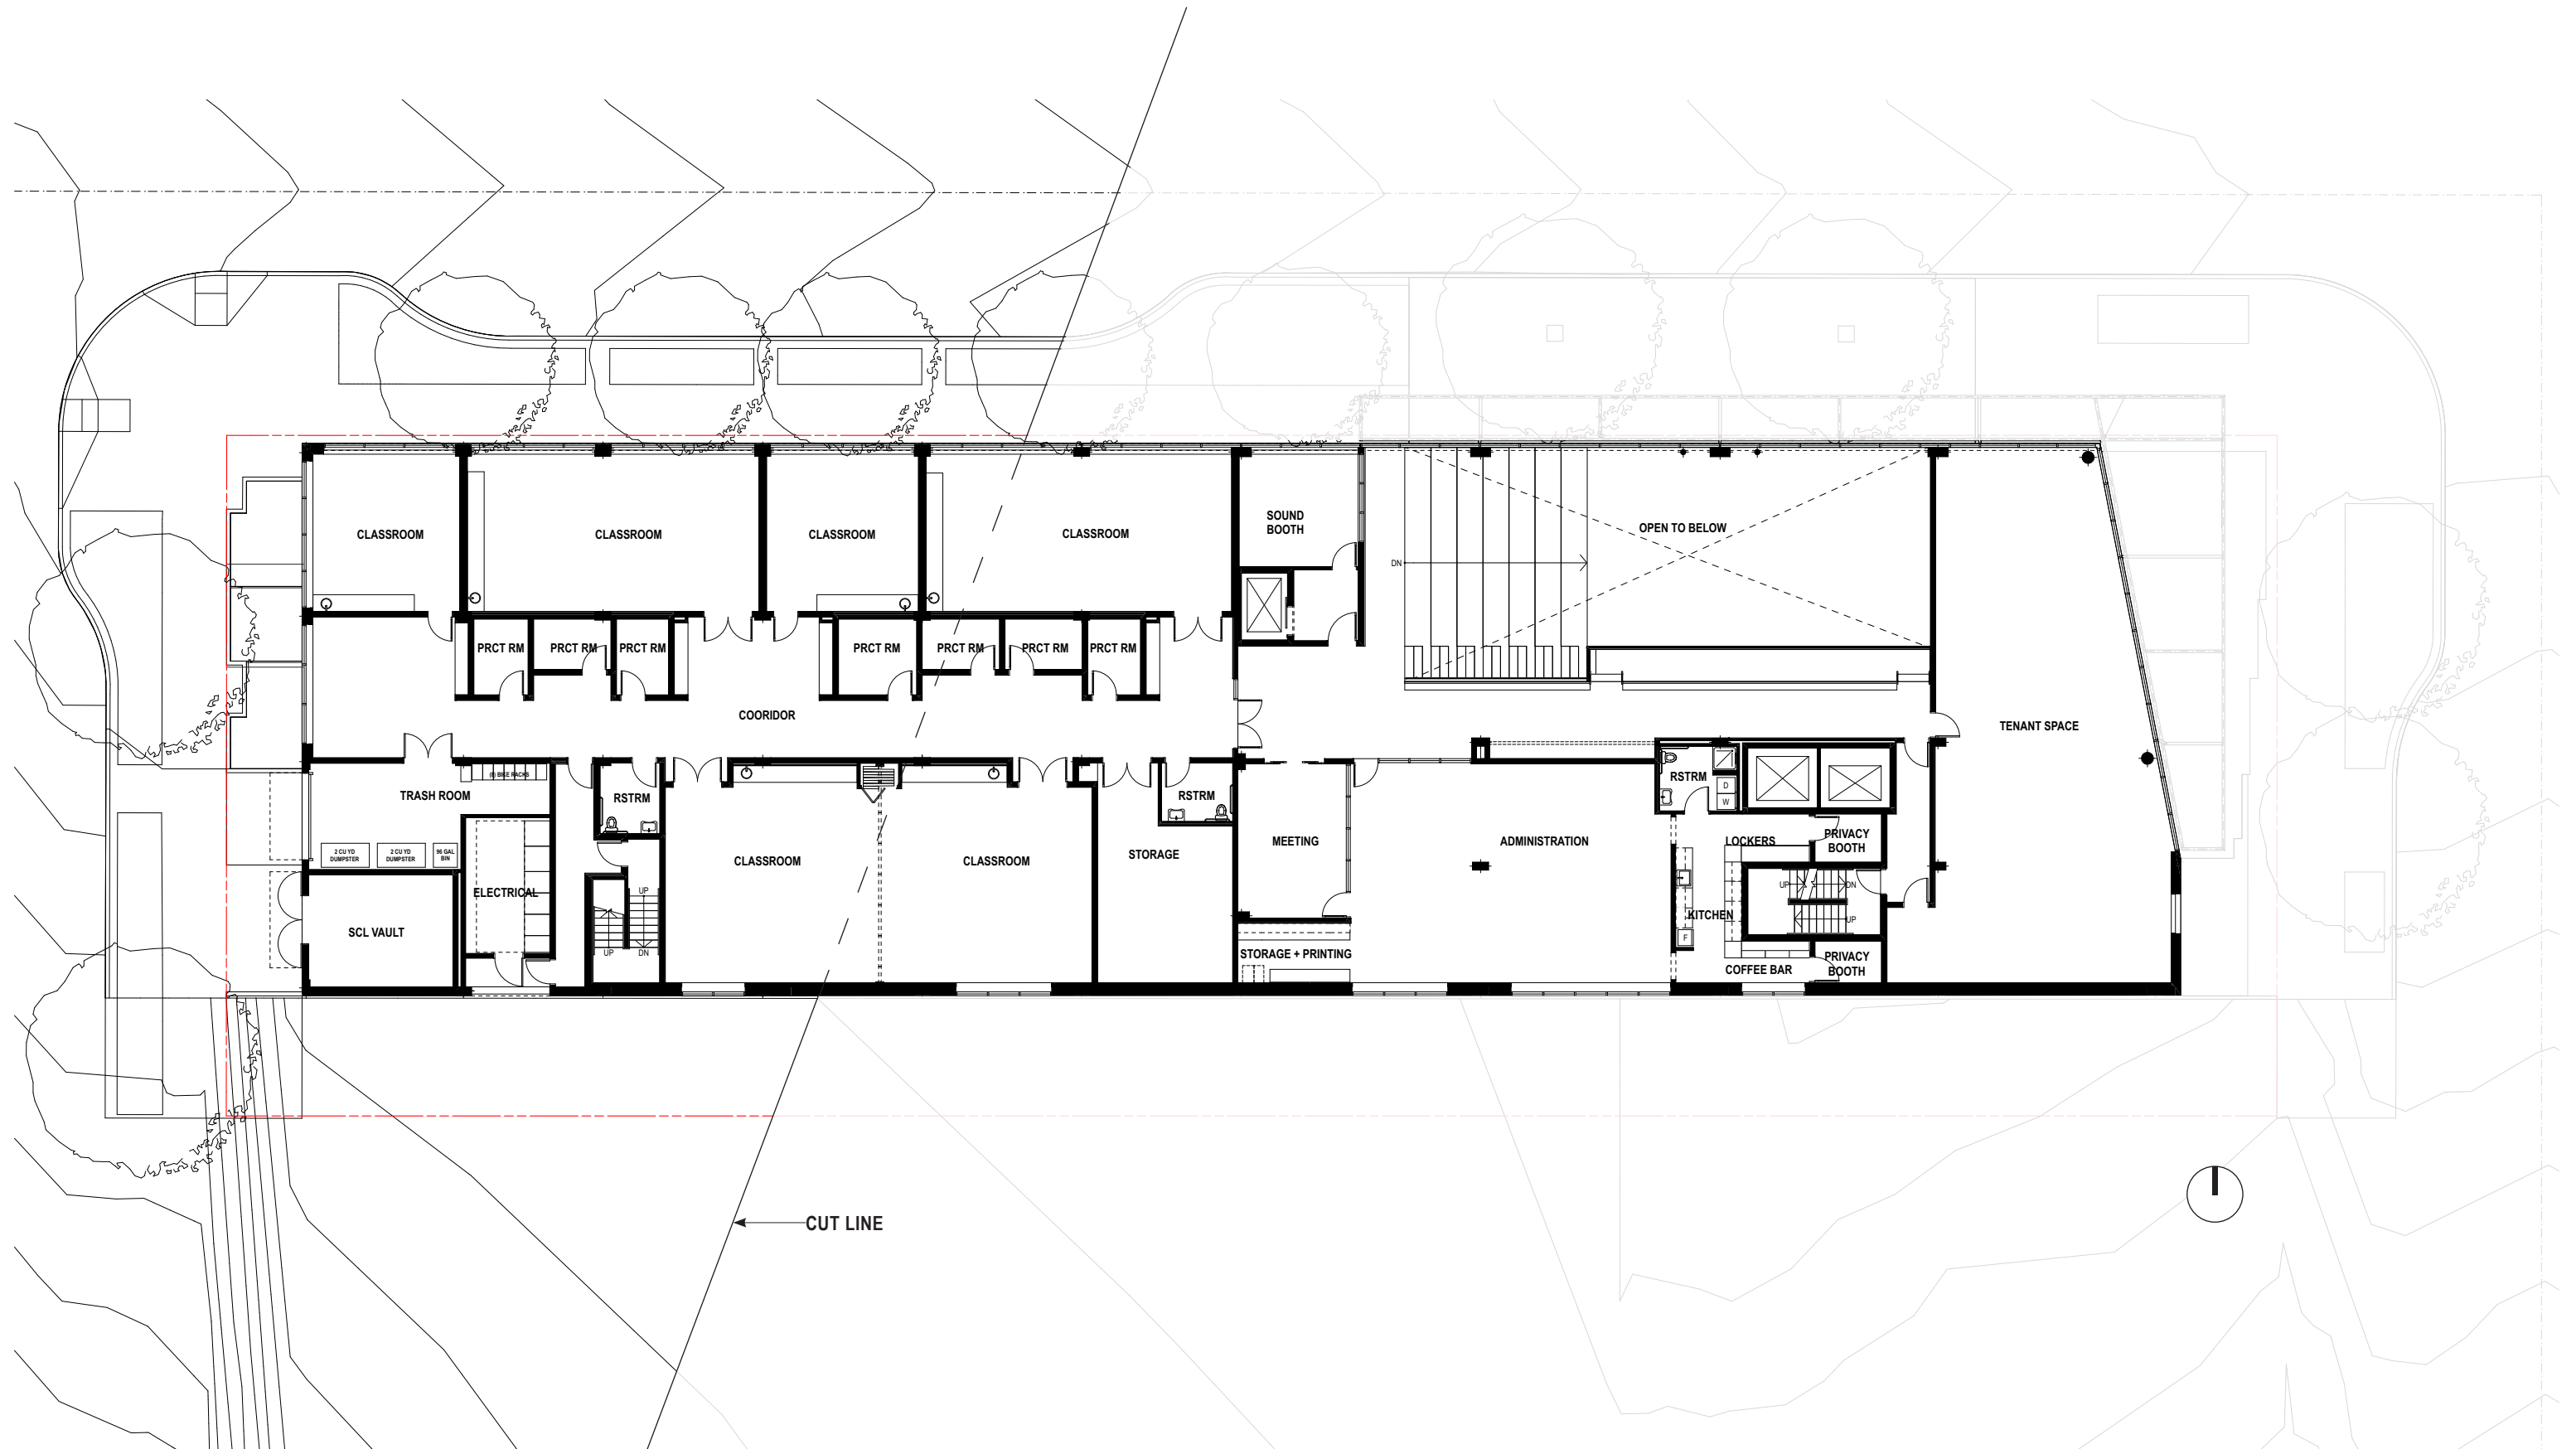 CLASSROOM
CLASSROOM
CLASSROOM
CLASSROOM
SOUND
BOOTH
OPEN TO BELOW
DN
PRCT RM
PRCT RM
PRCT RM
PRCT RM
PRCT RM
PRCT RM
PRCT RM
COORIDOR
TENANT SPACE
(8) BIKE RACKS
TRASH ROOM
RSTRM
RSTRM
RSTRM
D
W
2 CU YD
DUMPSTER
2 CU YD
DUMPSTER
96 GAL
BIN
CLASSROOM
CLASSROOM
STORAGE
MEETING
ADMINISTRATION
LOCKERS
PRIVACY
BOOTH
ELECTRICAL
UP
UP
DN
UP
DN
UP
KITCHEN
F
SCL VAULT
STORAGE + PRINTING
COFFEE BAR
PRIVACY
BOOTH
CUT LINE